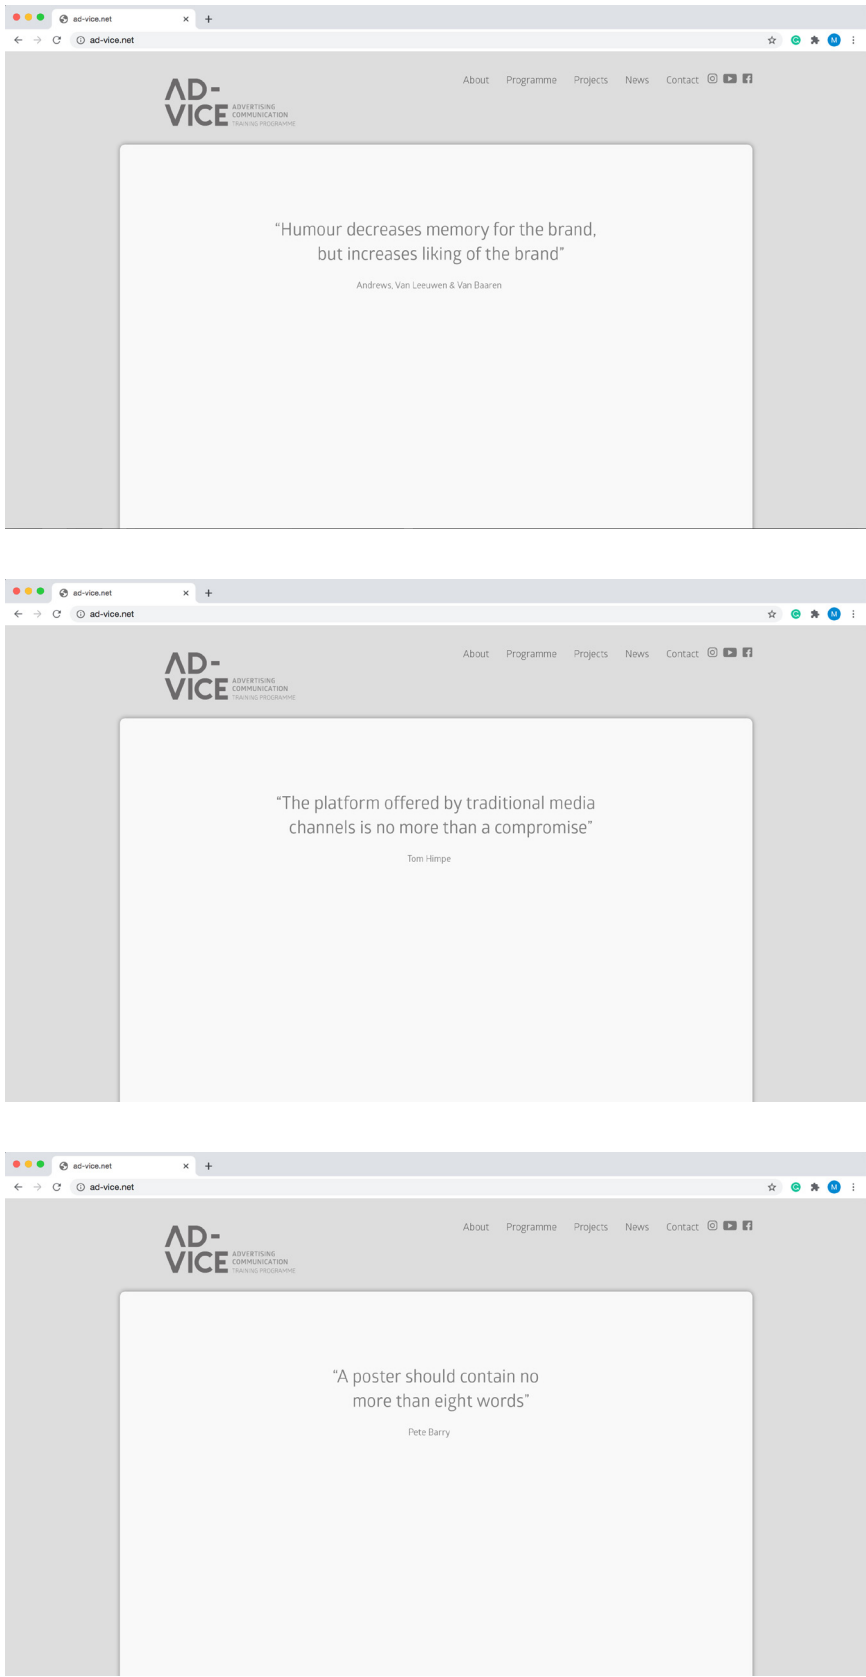 ad-vice.net
ad-vice.net
M
About Programme Projects News Contact
AD-
VICE
ADVERTISING
COMMUNICATION
TRAINING PROGRAMME
“Humour decreases memory for the brand,
but increases liking of the brand”
Andrews, Van Leeuwen & Van Baaren
ad-vice.net
ad-vice.net
M
About Programme Projects News Contact
AD-
VICE
ADVERTISING
COMMUNICATION
TRAINING PROGRAMME
“The platform offered by traditional media
channels is no more than a compromise”
Tom Himpe
ad-vice.net
ad-vice.net
M
About Programme Projects News Contact
AD-
VICE
ADVERTISING
COMMUNICATION
TRAINING PROGRAMME
“A poster should contain no
more than eight words”
Pete Barry